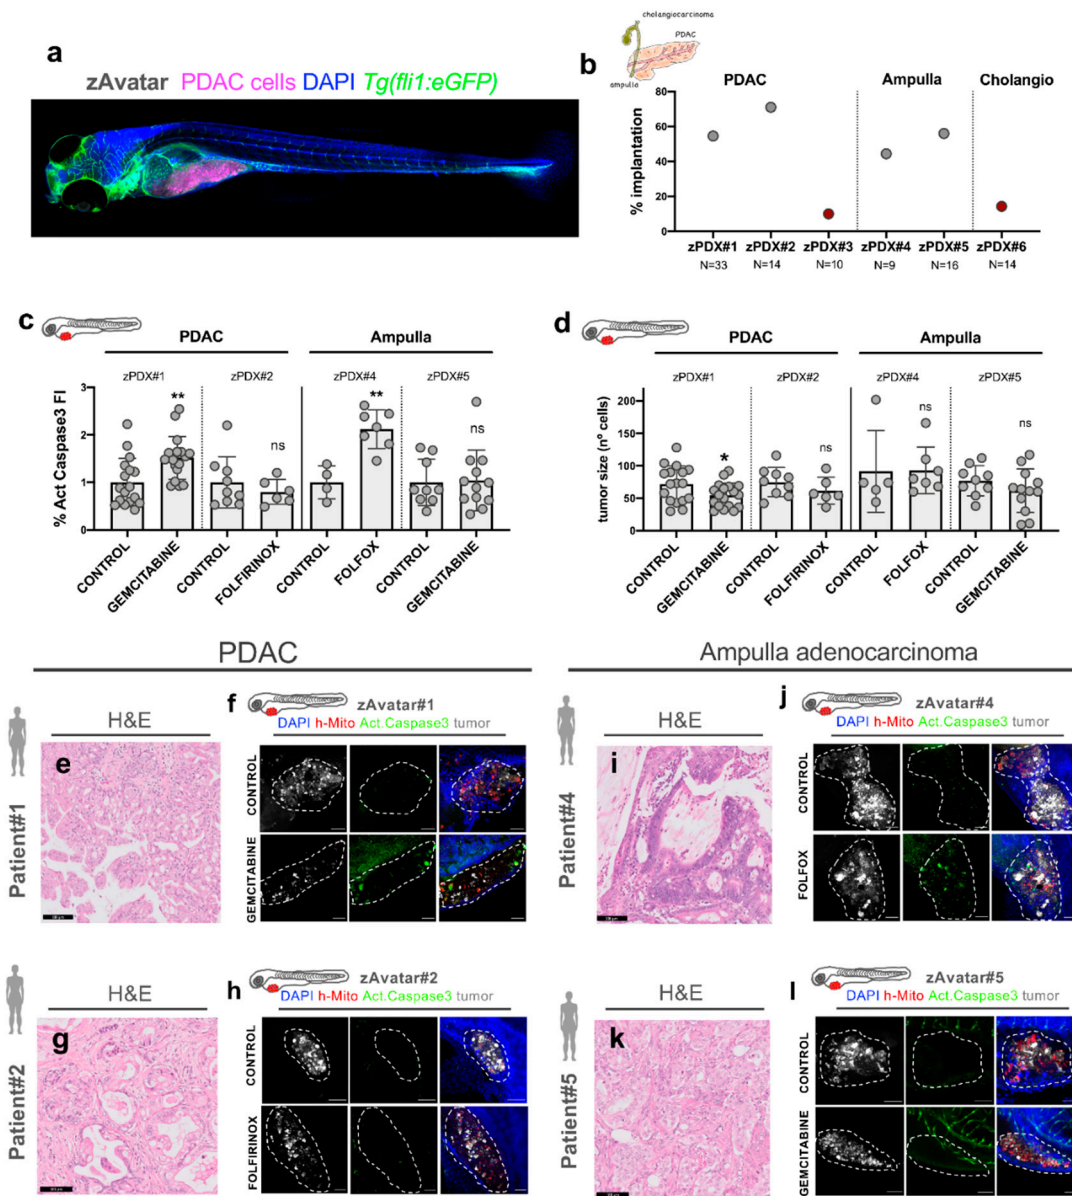 a
zAvatar PDAC cells DAPI Tg(fli1:eGFP)
b
cholangiocarcinoma
PDAC
ampulla
PDAC Ampulla Cholangio
% implantation
80
60
40
20
0
zPDX#1 zPDX#2 zPDX#3 zPDX#4 zPDX#5 zPDX#6
N=33 N=14 N=10 N=9 N=16 N=14
c
PDAC Ampulla
zPDX#1 zPDX#2 zPDX#4 zPDX#5
% Act Caspase3 FI
3
2
1
0
** ns ** ns
CONTROL GEMCITABINE CONTROL FOLFIRINOX CONTROL FOLFOX CONTROL GEMCITABINE
d
PDAC Ampulla
zPDX#1 zPDX#2 zPDX#4 zPDX#5
tumor size (nº cells)
200
150
100
50
0
* ns ns ns
CONTROL GEMCITABINE CONTROL FOLFIRINOX CONTROL FOLFOX CONTROL GEMCITABINE
PDAC
Ampulla adenocarcinoma
Patient#1
H&E
e
f
zAvatar#1
DAPI h-Mito Act.Caspase3 tumor
CONTROL
GEMCITABINE
Patient#4
H&E
i
j
zAvatar#4
DAPI h-Mito Act.Caspase3 tumor
CONTROL
FOLFOX
Patient#2
H&E
g
h
zAvatar#2
DAPI h-Mito Act.Caspase3 tumor
CONTROL
FOLFIRINOX
Patient#5
H&E
k
l
zAvatar#5
DAPI h-Mito Act.Caspase3 tumor
CONTROL
GEMCITABINE